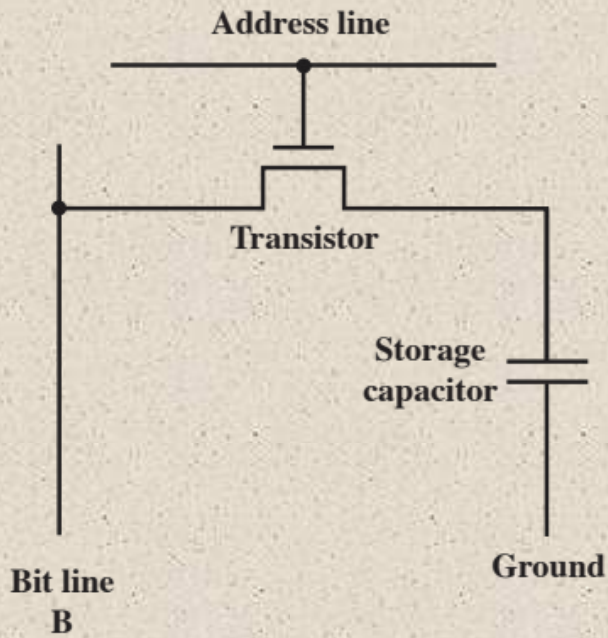 Address line
Transistor
Storage
capacitor
Ground
Bit line
B